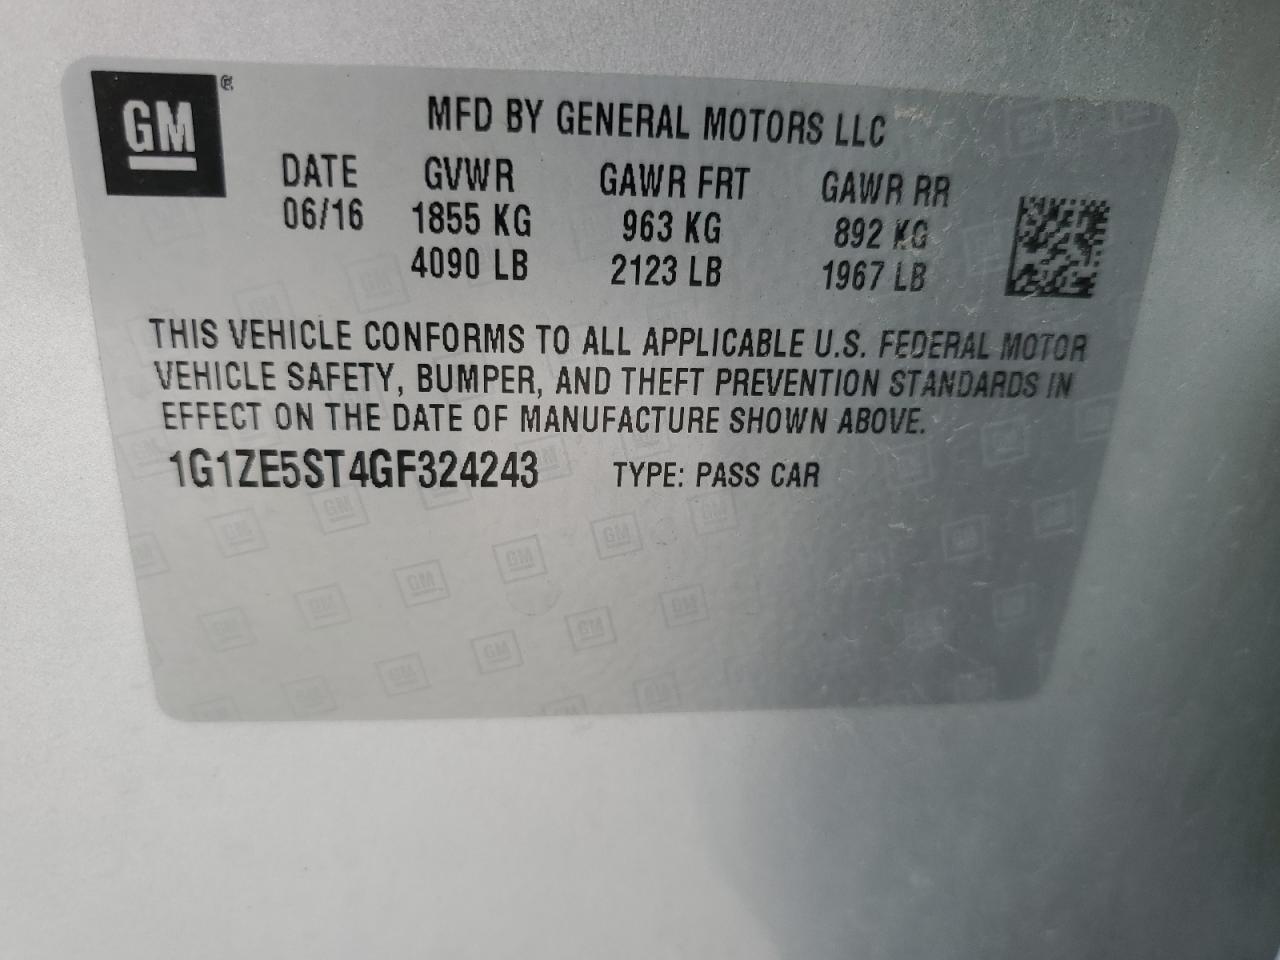 GM ®
MFD BY GENERAL MOTORS LLC
DATE GVWR GAWR FRT GAWR RR
06/16 1855 KG 963 KG 892 KG
4090 LB 2123 LB 1967 LB
THIS VEHICLE CONFORMS TO ALL APPLICABLE U.S. FEDERAL MOTOR
VEHICLE SAFETY, BUMPER, AND THEFT PREVENTION STANDARDS IN
EFFECT ON THE DATE OF MANUFACTURE SHOWN ABOVE.
1G1ZE5ST4GF324243 TYPE: PASS CAR